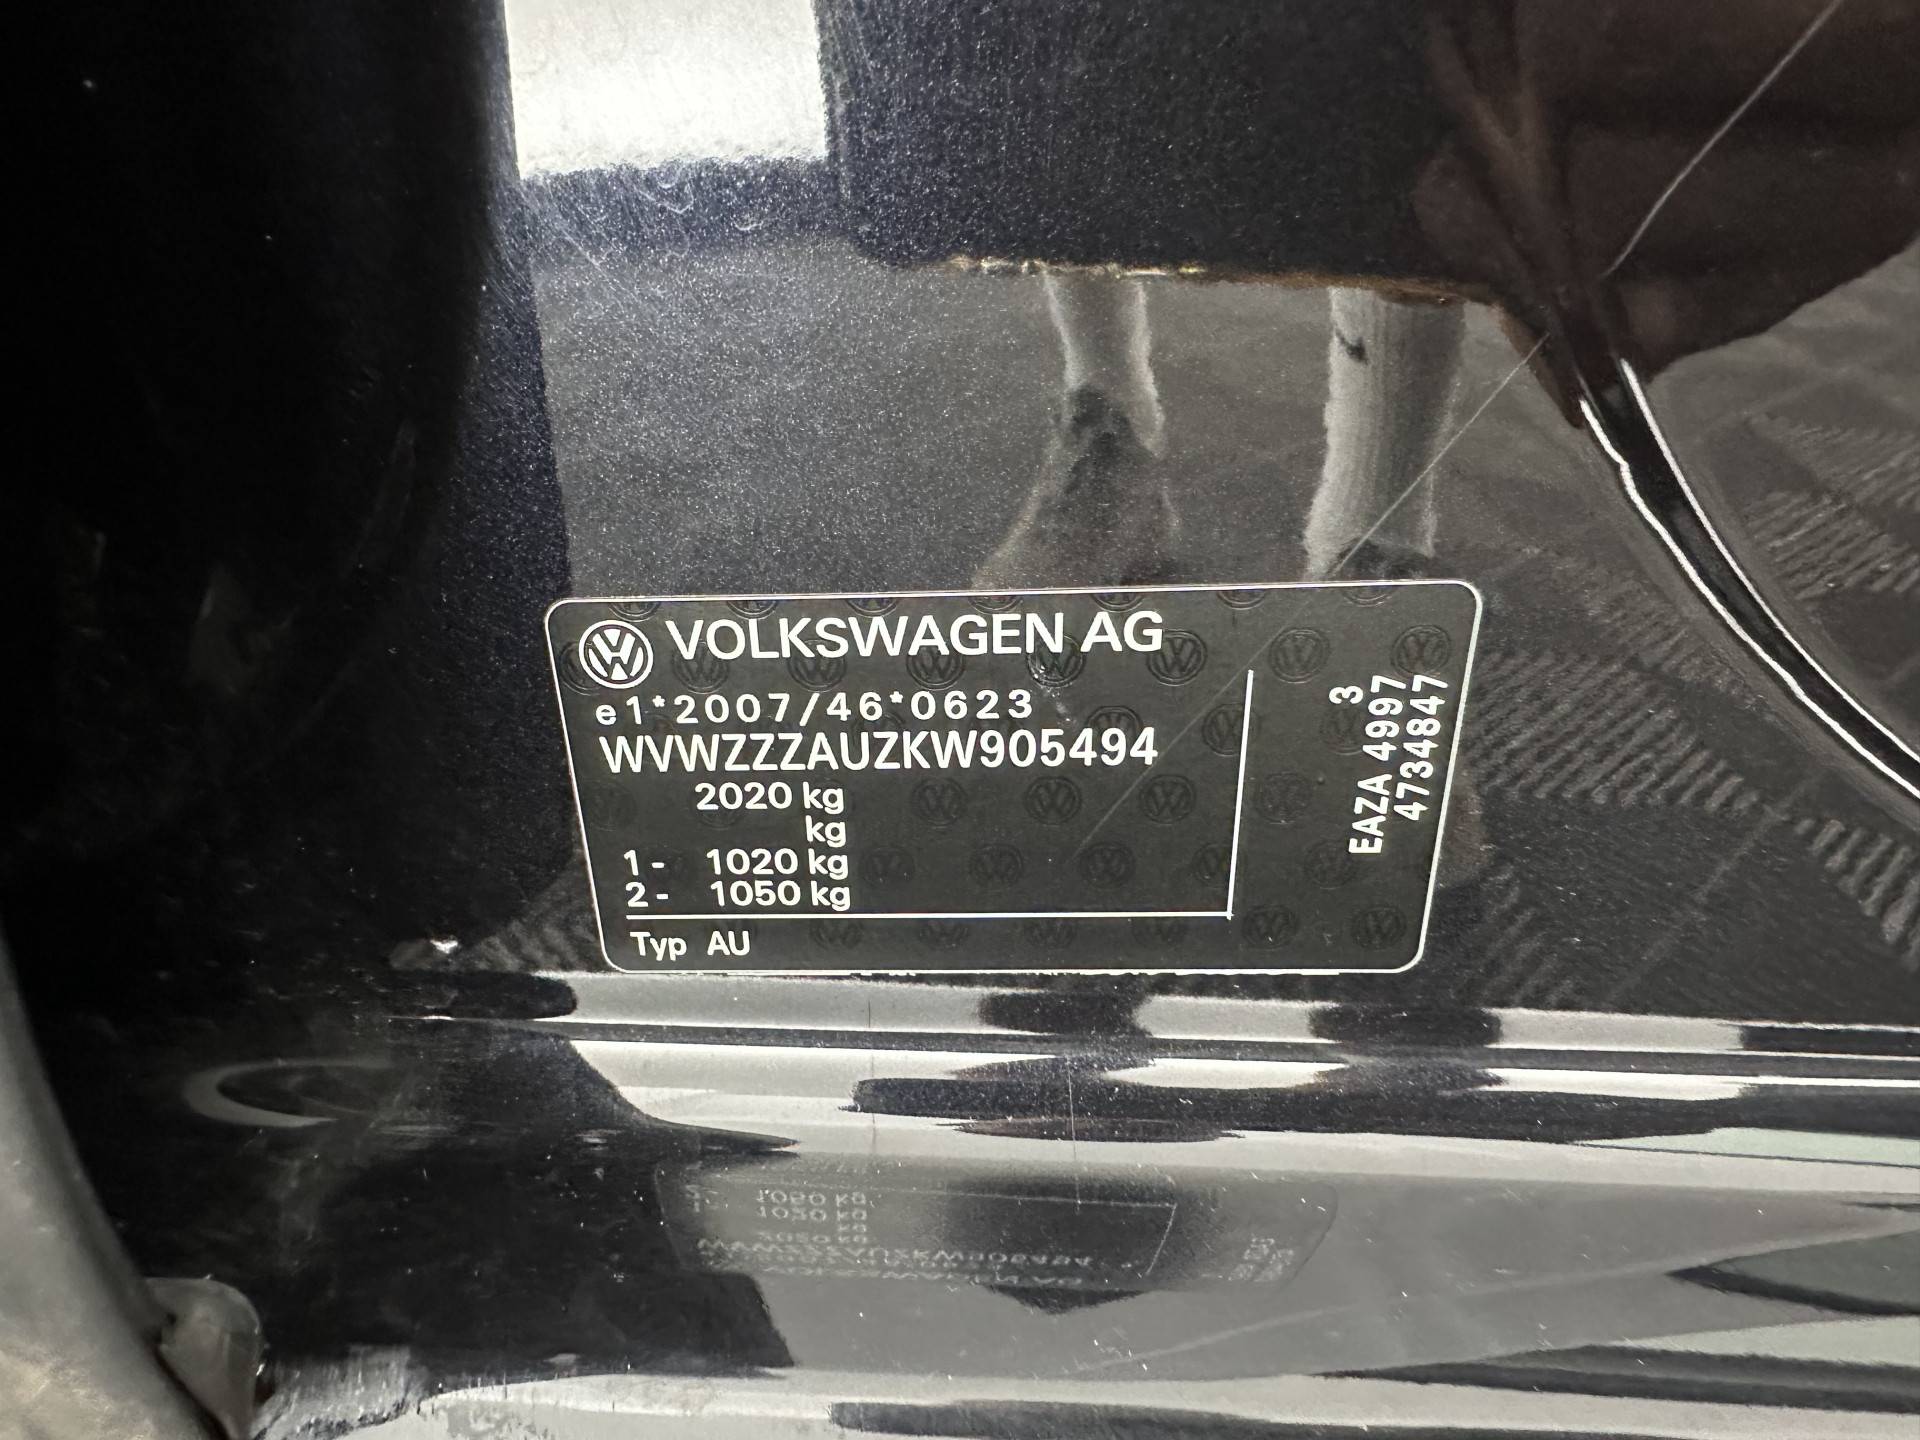 VOLKSWAGEN AG
e1*2007/46*0623
WVWZZZAUZKW905494
2020 kg
kg
1- 1020 kg
2- 1050 kg
Typ AU
3
EAZA 4997
4734847